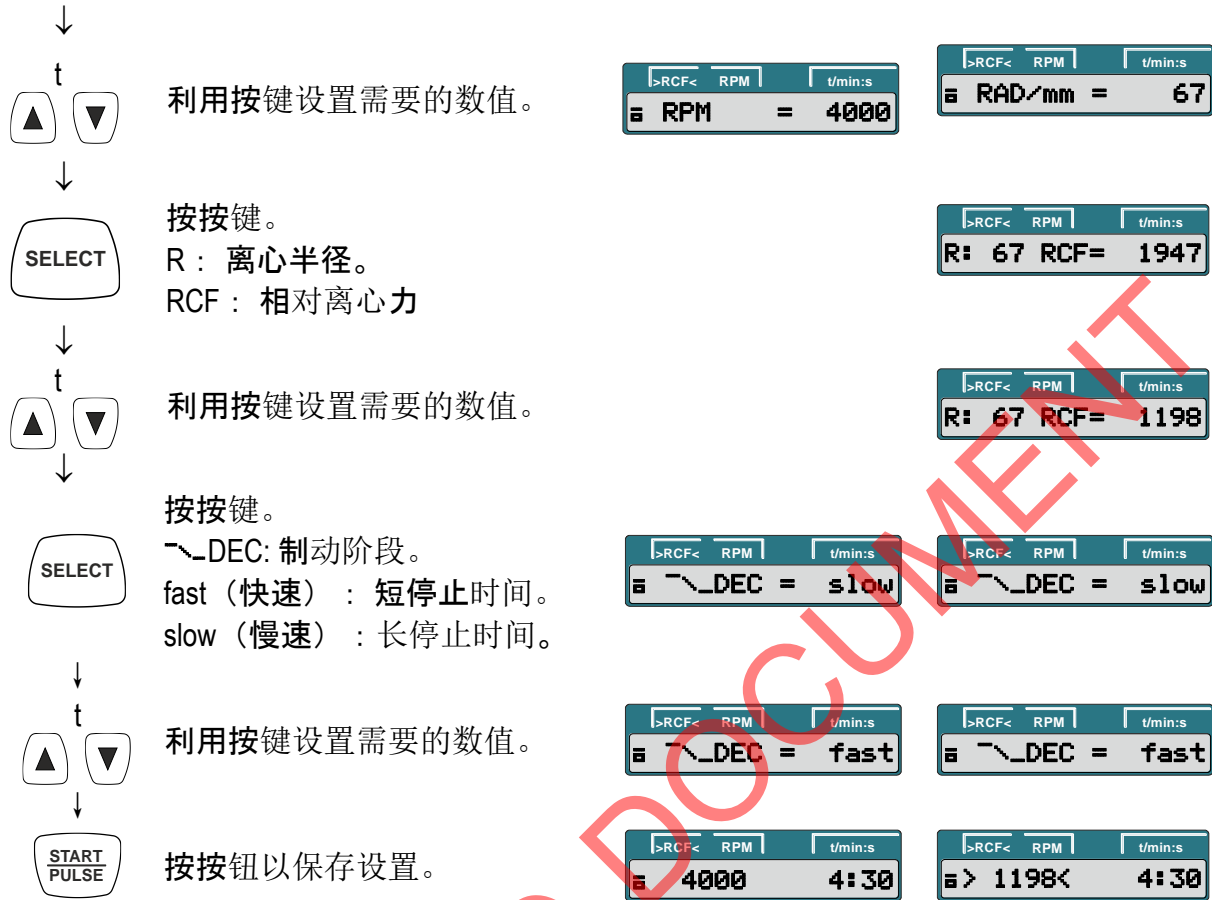 ↓
t
▲ ▼ 利用按键设置需要的数值。
>RCF< RPM t/min:s
RPM = 4000
>RCF< RPM t/min:s
RAD/mm = 67
↓
SELECT
按按键。
R： 离心半径。
RCF： 相对离心力
>RCF< RPM t/min:s
R: 67 RCF= 1947
↓
t
▲ ▼ 利用按键设置需要的数值。
>RCF< RPM t/min:s
R: 67 RCF= 1198
↓
SELECT
按按键。
DEC: 制动阶段。
fast（快速）： 短停止时间。
slow（慢速）：长停止时间。
>RCF< RPM t/min:s
DEC = slow
>RCF< RPM t/min:s
DEC = slow
↓
t
▲ ▼ 利用按键设置需要的数值。
>RCF< RPM t/min:s
DEC = fast
>RCF< RPM t/min:s
DEC = fast
↓
START
PULSE
按按钮以保存设置。
>RCF< RPM t/min:s
4000 4:30
>RCF< RPM t/min:s
> 1198< 4:30
DOCUMENT